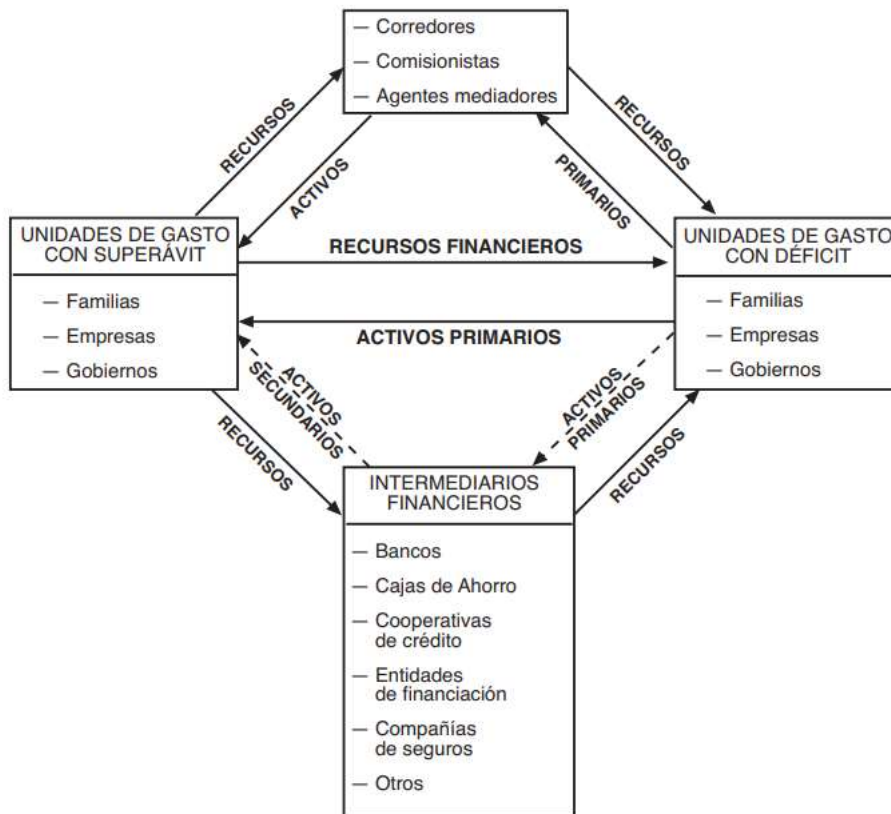 — Corredores
— Comisionistas
— Agentes mediadores
RECURSOS
RECURSOS
ACTIVOS
PRIMARIOS
UNIDADES DE GASTO
CON SUPERÁVIT
— Familias
— Empresas
— Gobiernos
RECURSOS FINANCIEROS
ACTIVOS PRIMARIOS
UNIDADES DE GASTO
CON DÉFICIT
— Familias
— Empresas
— Gobiernos
ACTIVOS
SECUNDARIOS
ACTIVOS
PRIMARIOS
RECURSOS
RECURSOS
INTERMEDIARIOS
FINANCIEROS
— Bancos
— Cajas de Ahorro
— Cooperativas
de crédito
— Entidades
de financiación
— Compañías
de seguros
— Otros